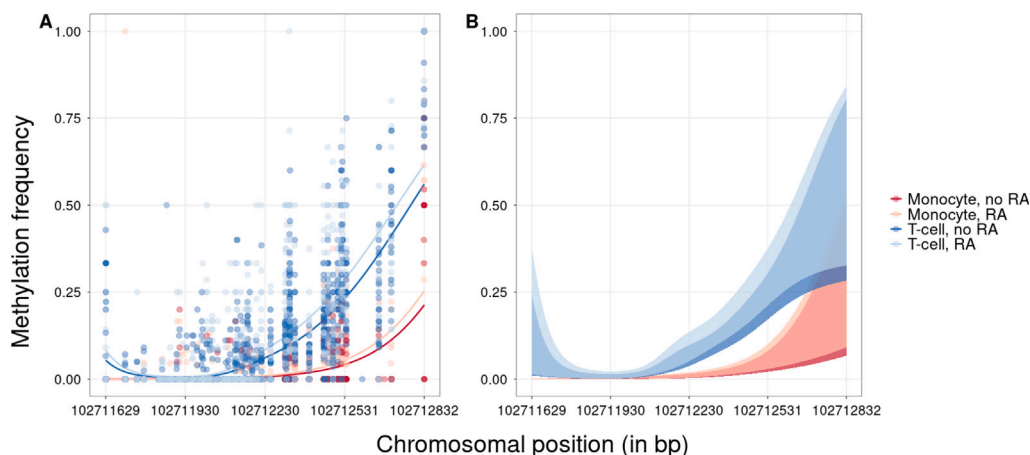 A
B
Methylation frequency
1.00
0.75
0.50
0.25
0.00
1.00
0.75
0.50
0.25
0.00
102711629 102711930 102712230 102712531 102712832
102711629 102711930 102712230 102712531 102712832
Chromosomal position (in bp)
Monocyte, no RA
Monocyte, RA
T-cell, no RA
T-cell, RA